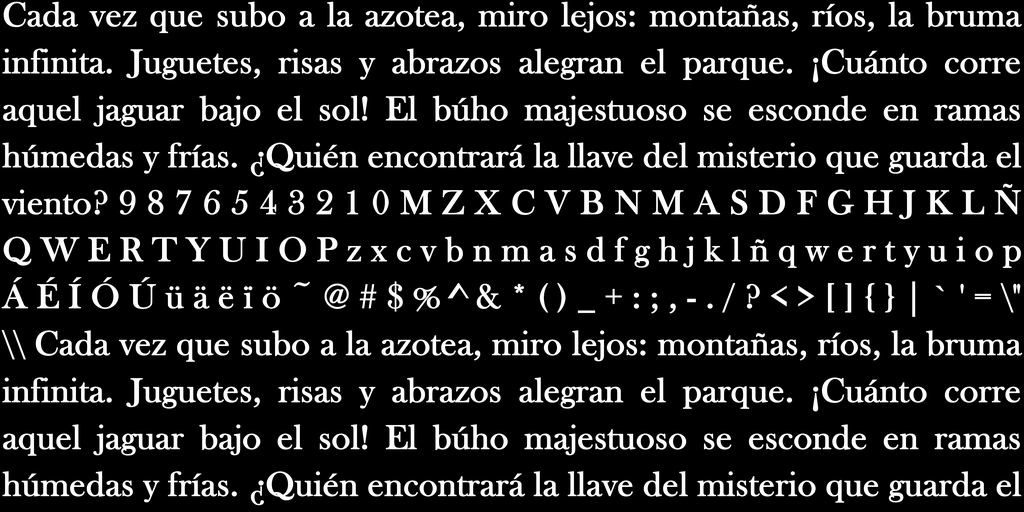 Cada vez que subo a la azotea, miro lejos: montañas, ríos, la bruma
infinita. Juguetes, risas y abrazos alegran el parque. ¡Cuánto corre
aquel jaguar bajo el sol! El búho majestuoso se esconde en ramas
húmedas y frías. ¿Quién encontrará la llave del misterio que guarda el
viento? 9 8 7 6 5 4 3 2 1 0 M Z X C V B N M A S D F G H J K L Ñ
Q W E R T Y U I O P z x c v b n m a s d f g h j k l ñ q w e r t y u i o p
Á É Í Ó Ú ü ä ë ï ö ~ @ # $ % ^ & * ( ) _ + : ; , - . / ? < > [ ] { } | ` ' = \"
\\ Cada vez que subo a la azotea, miro lejos: montañas, ríos, la bruma
infinita. Juguetes, risas y abrazos alegran el parque. ¡Cuánto corre
aquel jaguar bajo el sol! El búho majestuoso se esconde en ramas
húmedas y frías. ¿Quién encontrará la llave del misterio que guarda el